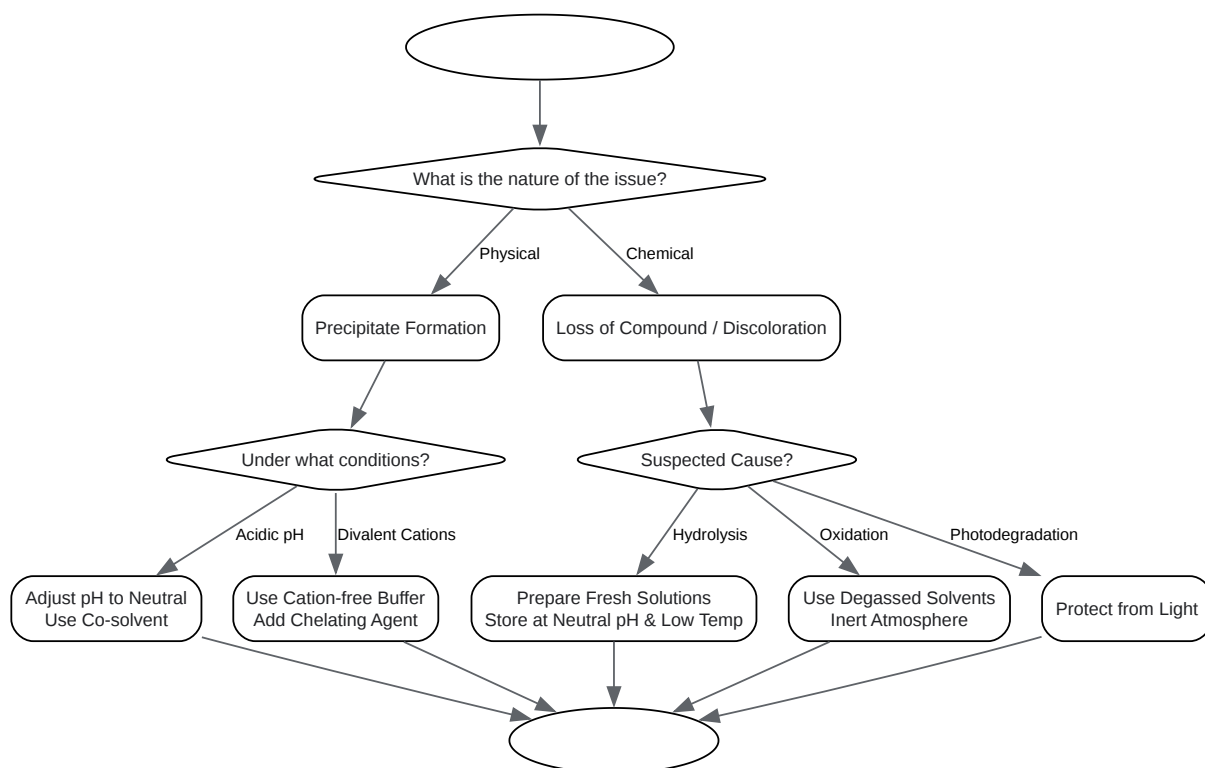 What is the nature of the issue?
Physical
Chemical
Precipitate Formation
Loss of Compound / Discoloration
Under what conditions?
Suspected Cause?
Acidic pH
Divalent Cations
Hydrolysis
Oxidation
Photodegradation
Adjust pH to Neutral
Use Co-solvent
Use Cation-free Buffer
Add Chelating Agent
Prepare Fresh Solutions
Store at Neutral pH & Low Temp
Use Degassed Solvents
Inert Atmosphere
Protect from Light